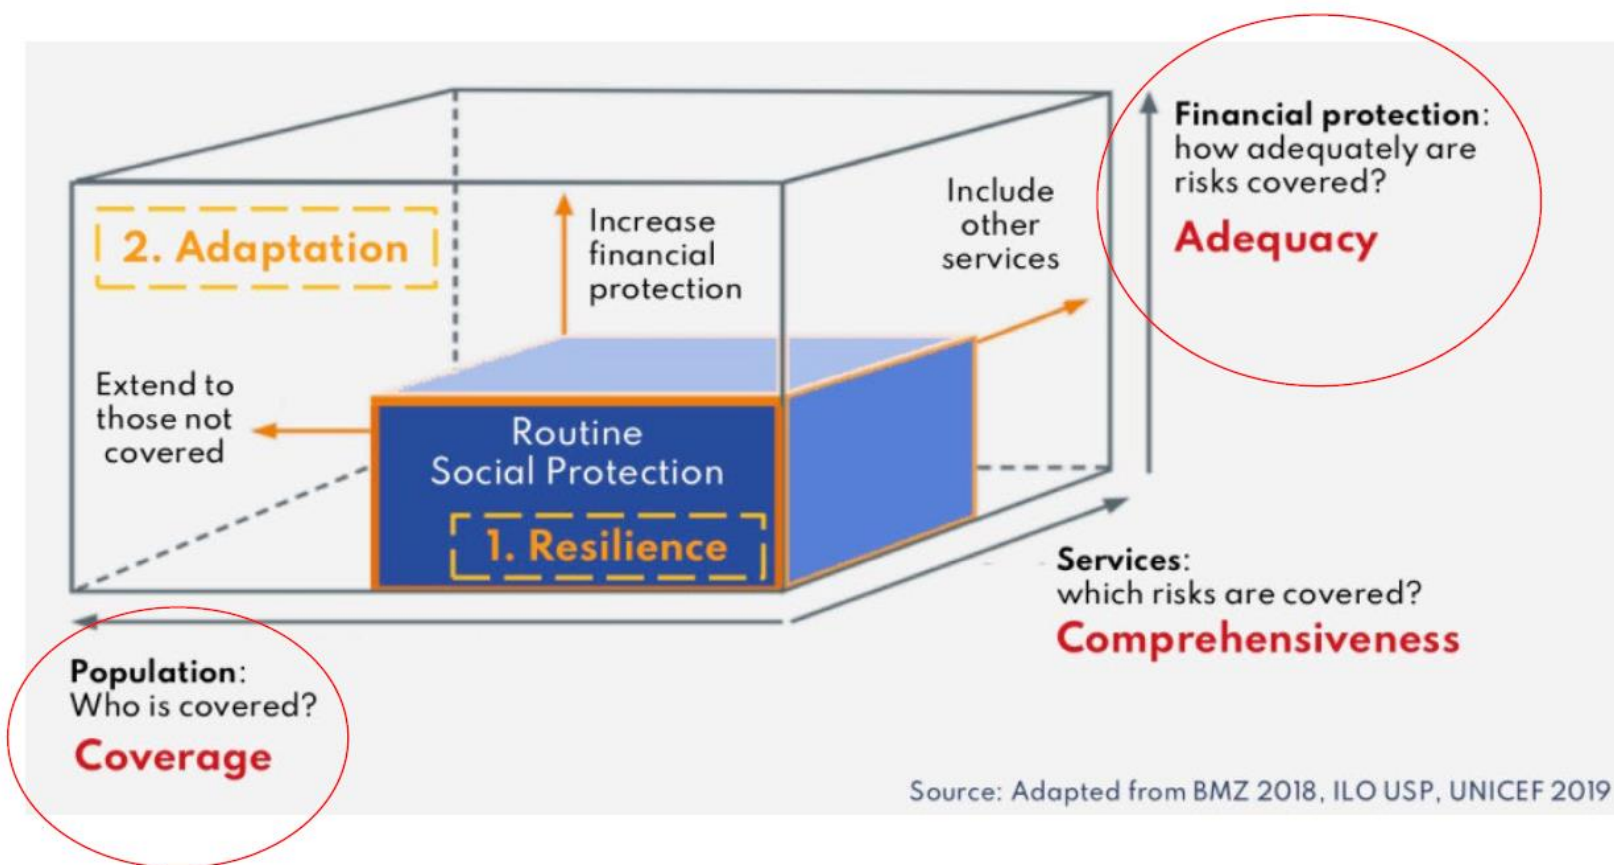 Financial protection:
how adequately are
risks covered?
Adequacy
2. Adaptation
Increase
financial
protection
Include
other
services
Extend to
those not
covered
Routine
Social Protection
1. Resilience
Services:
which risks are covered?
Comprehensiveness
Population:
Who is covered?
Coverage
Source: Adapted from BMZ 2018, ILO USP, UNICEF 2019